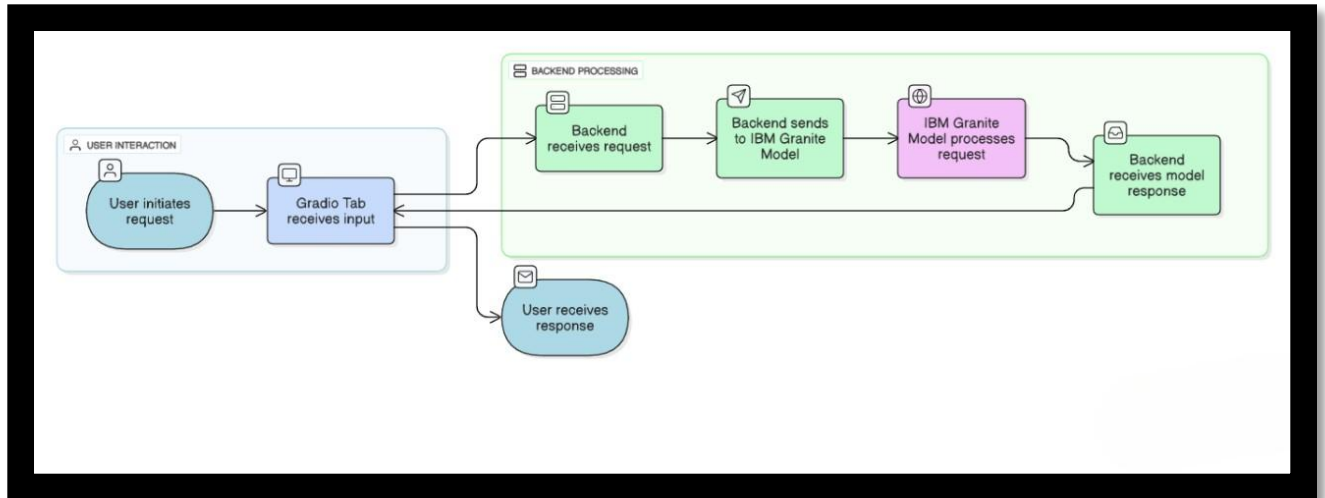 BACKEND PROCESSING
USER INTERACTION
User initiates
request
Gradio Tab
receives input
Backend
receives request
Backend sends
to IBM Granite
Model
IBM Granite
Model processes
request
Backend
receives model
response
User receives
response